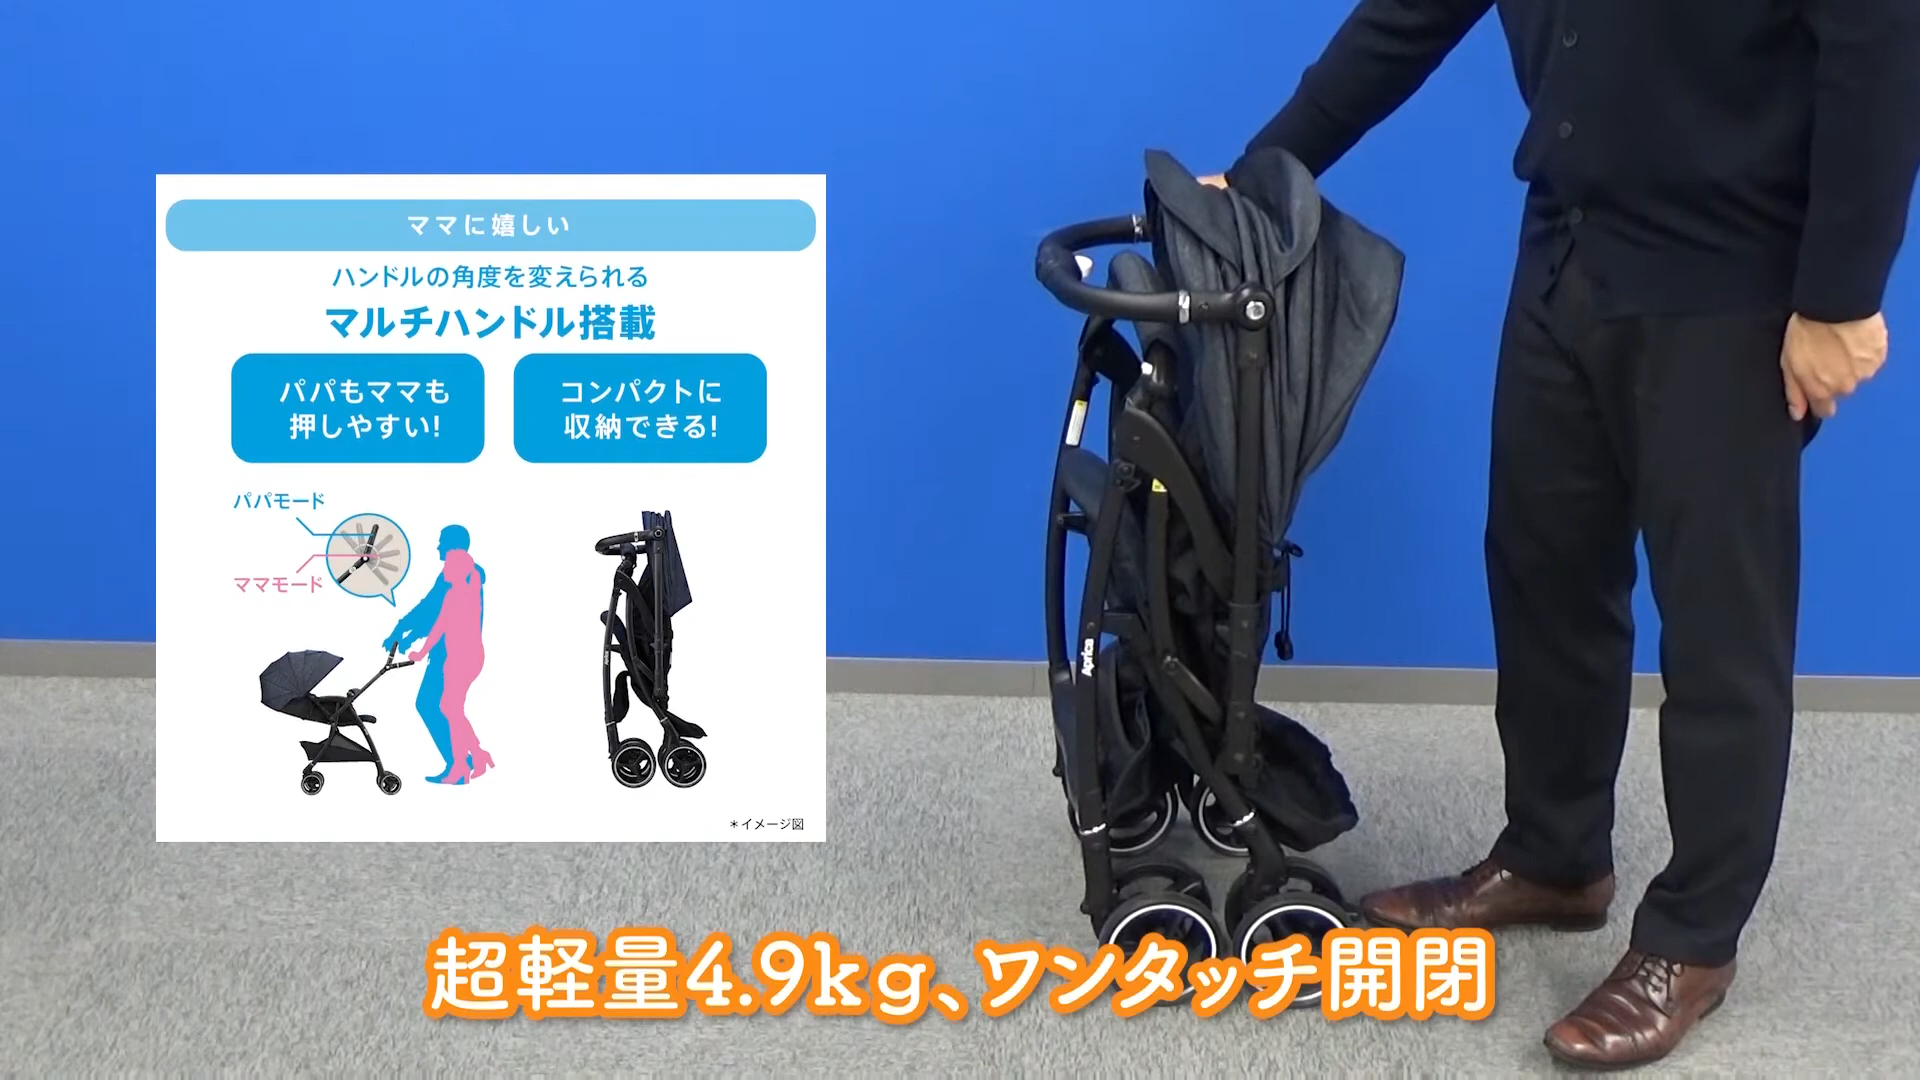 ママに嬉しい
ハンドルの角度を変えられる
マルチハンドル搭載
パパもママも
押しやすい!
コンパクトに
収納できる!
パパモード
ママモード
*イメージ図
Aprica
超軽量4.9kg、ワンタッチ開閉